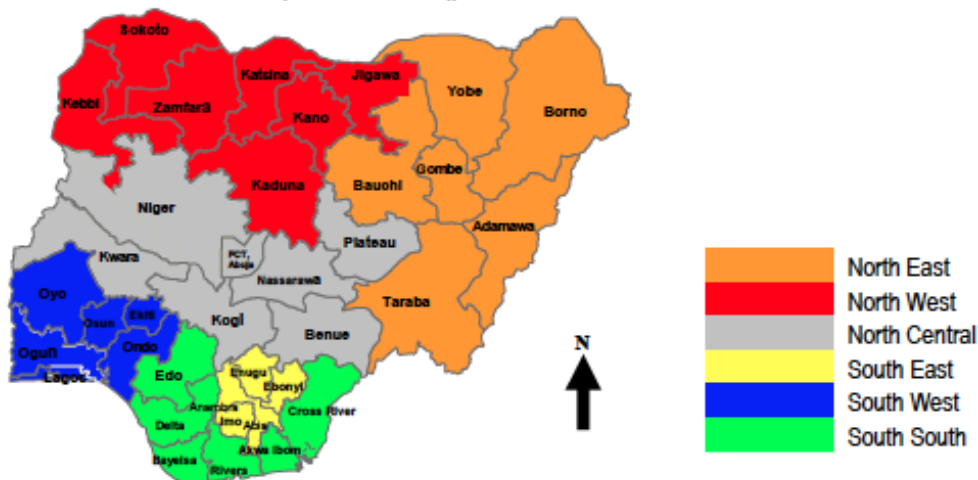 Sokoto
Katsina
Jigawa
Yobe
Borno
Kebbi
Zamfara
Kano
Gombe
Bauohi
Kaduna
Niger
Adamawa
Plateau
FCT,
Abuja
Kwara
Nassarawa
Taraba
Oyo
Osun
Ekiti
Kogi
Benue
Ogun
Ondo
Lagos
Edo
Enugu
Ebonyi
Anambra
Imo
Abia
Cross River
Delta
Akwa Ibom
Bayelsa
Rivers
N
North East
North West
North Central
South East
South West
South South